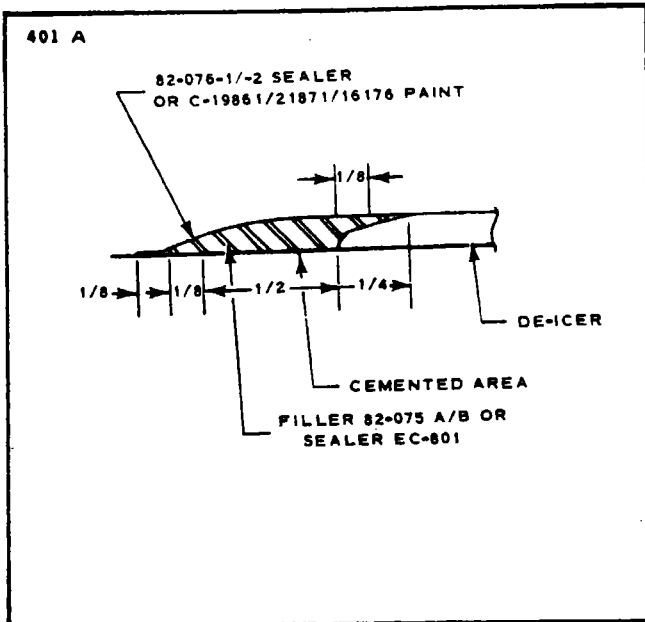 401 A
82-076-1/-2 SEALER
OR C-19861/21871/16176 PAINT
1/8
1/8 1/8 1/2 1/4
DE-ICER
CEMENTED AREA
FILLER 82-075 A/B OR
SEALER EC-801